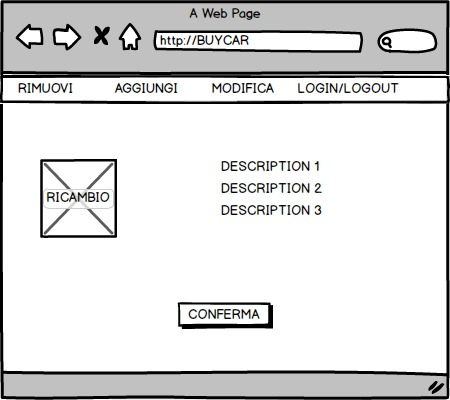 A Web Page
http://BUYCAR
RIMUOVI AGGIUNGI MODIFICA LOGIN/LOGOUT
DESCRIPTION 1
RICAMBIO DESCRIPTION 2
DESCRIPTION 3
CONFERMA